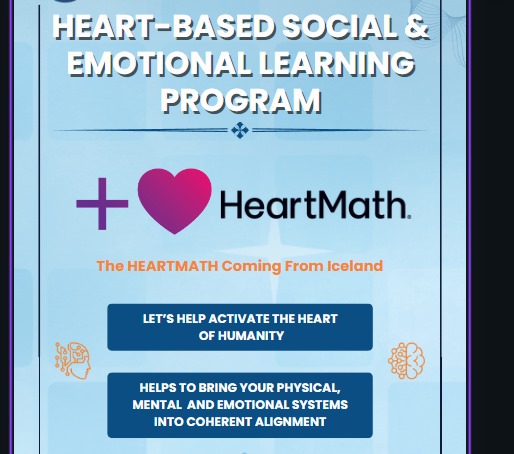 HEART-BASED SOCIAL &
EMOTIONAL LEARNING
PROGRAM
HeartMath.
The HEARTMATH Coming From Iceland
LET'S HELP ACTIVATE THE HEART
OF HUMANITY
HELPS TO BRING YOUR PHYSICAL,
MENTAL AND EMOTIONAL SYSTEMS
INTO COHERENT ALIGNMENT